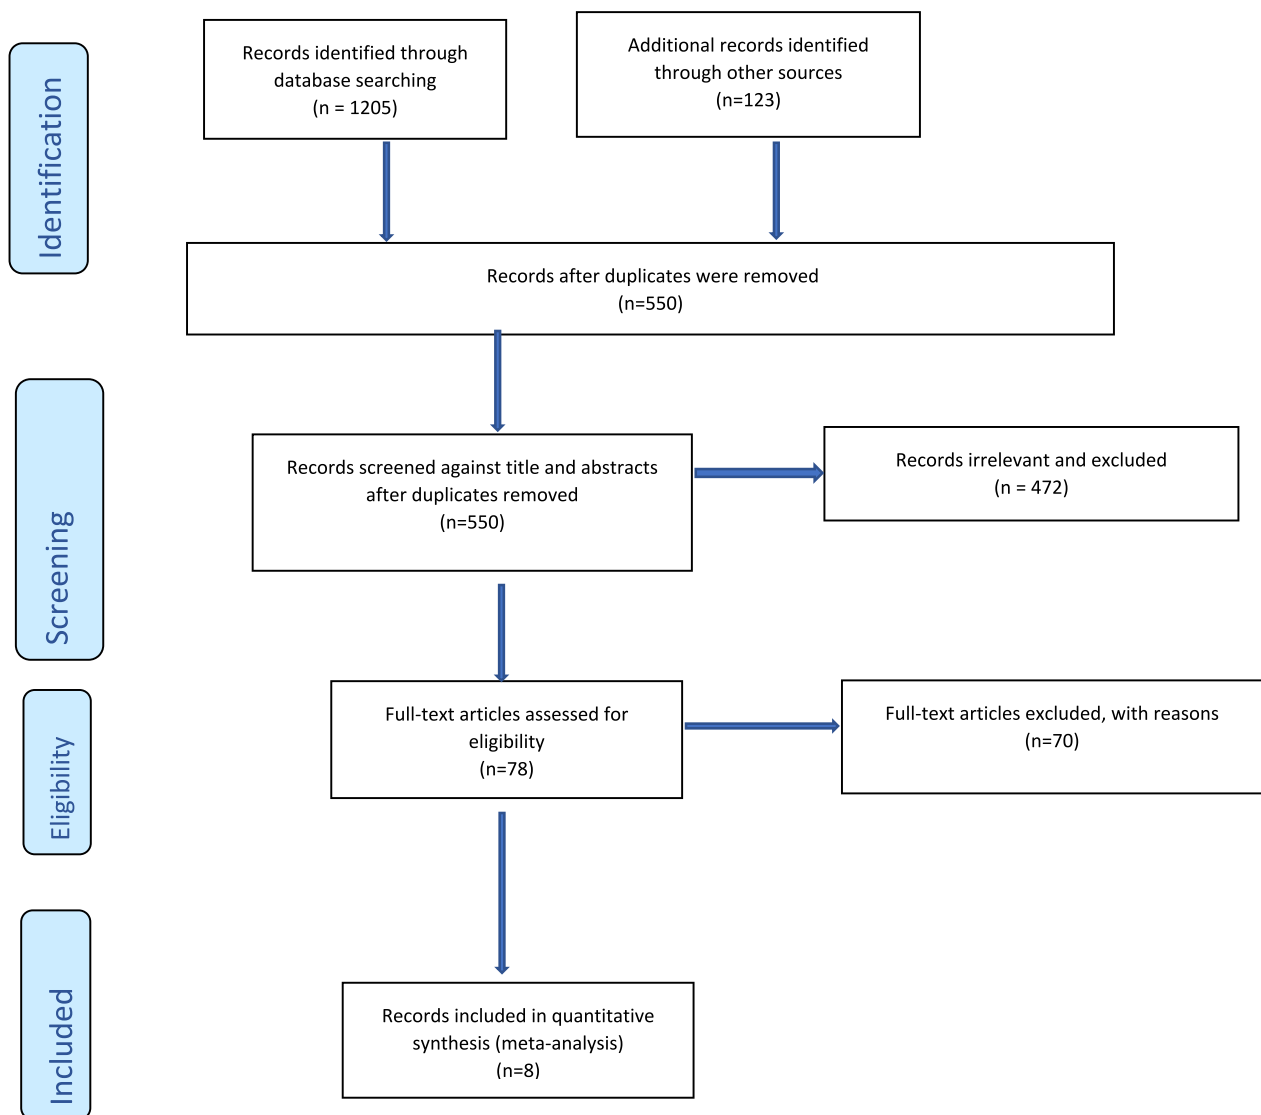 Identification
Records identified through
database searching
(n = 1205)
Additional records identified
through other sources
(n=123)
Records after duplicates were removed
(n=550)
Screening
Records screened against title and abstracts
after duplicates removed
(n=550)
Records irrelevant and excluded
(n = 472)
Eligibility
Full-text articles assessed for
eligibility
(n=78)
Full-text articles excluded, with reasons
(n=70)
Included
Records included in quantitative
synthesis (meta-analysis)
(n=8)